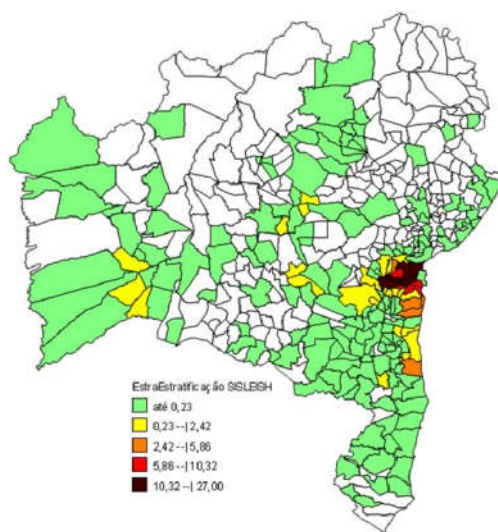 EstraEstratificação SISLEISH
até 0,23
0,23 --| 2,42
2,42 --| 5,86
5,86 --| 10,32
10,32 --| 27,00